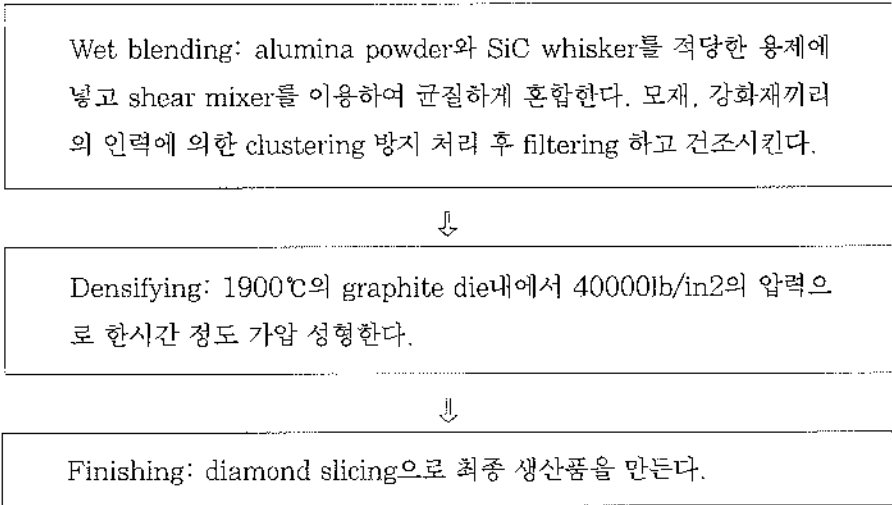 Wet blending: alumina powder와 SiC whisker를 적당한 용제에
넣고 shear mixer를 이용하여 균질하게 혼합한다. 모재, 강화재끼리
의 인력에 의한 clustering 방지 처리 후 filtering 하고 건조시킨다.
⇩
Densifying: 1900℃의 graphite die내에서 40000lb/in2의 압력으
로 한시간 정도 가압 성형한다.
⇩
Finishing: diamond slicing으로 최종 생산품을 만든다.